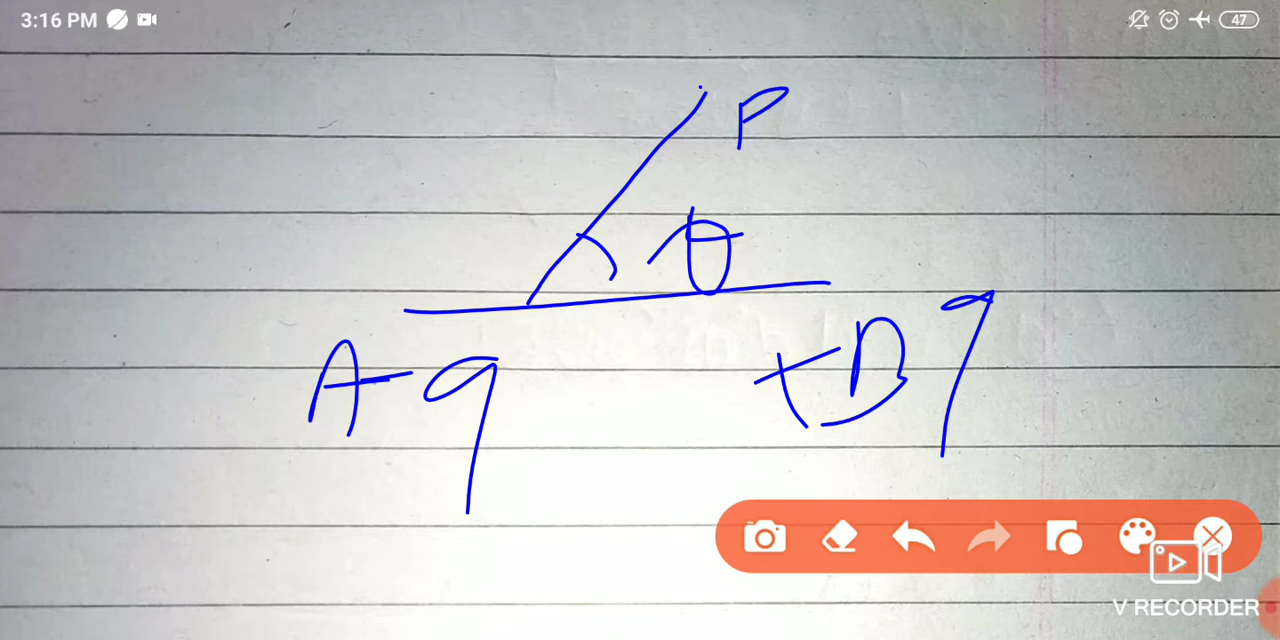 3:16 PM
47
P
θ
A-q
+B q
V RECORDER